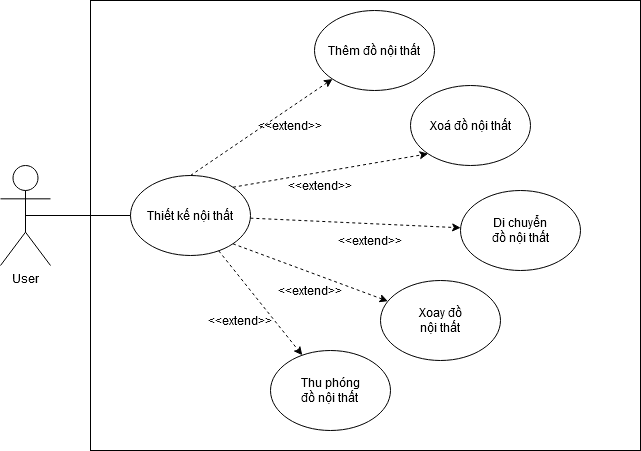 Thêm đồ nội thất
<<extend>>
Xoá đồ nội thất
<<extend>>
Thiết kế nội thất
Di chuyển
đồ nội thất
<<extend>>
User
<<extend>>
Xoay đồ
nội thất
<<extend>>
Thu phóng
đồ nội thất